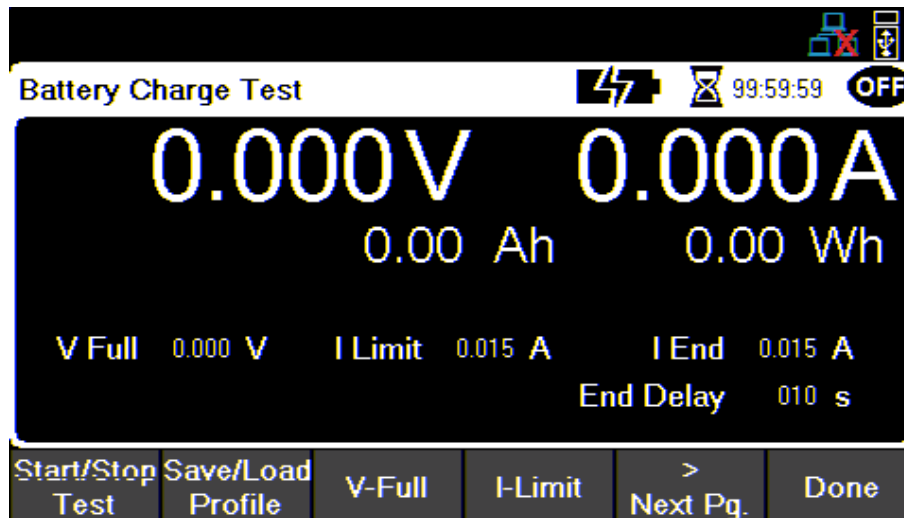 Battery Charge Test 99:59:59 OFF
0.000 V 0.000 A
0.00 Ah 0.00 Wh
V Full 0.000 V I Limit 0.015 A I End 0.015 A
End Delay 010 s
Start/Stop Test Save/Load Profile V-Full I-Limit > Next Pg. Done